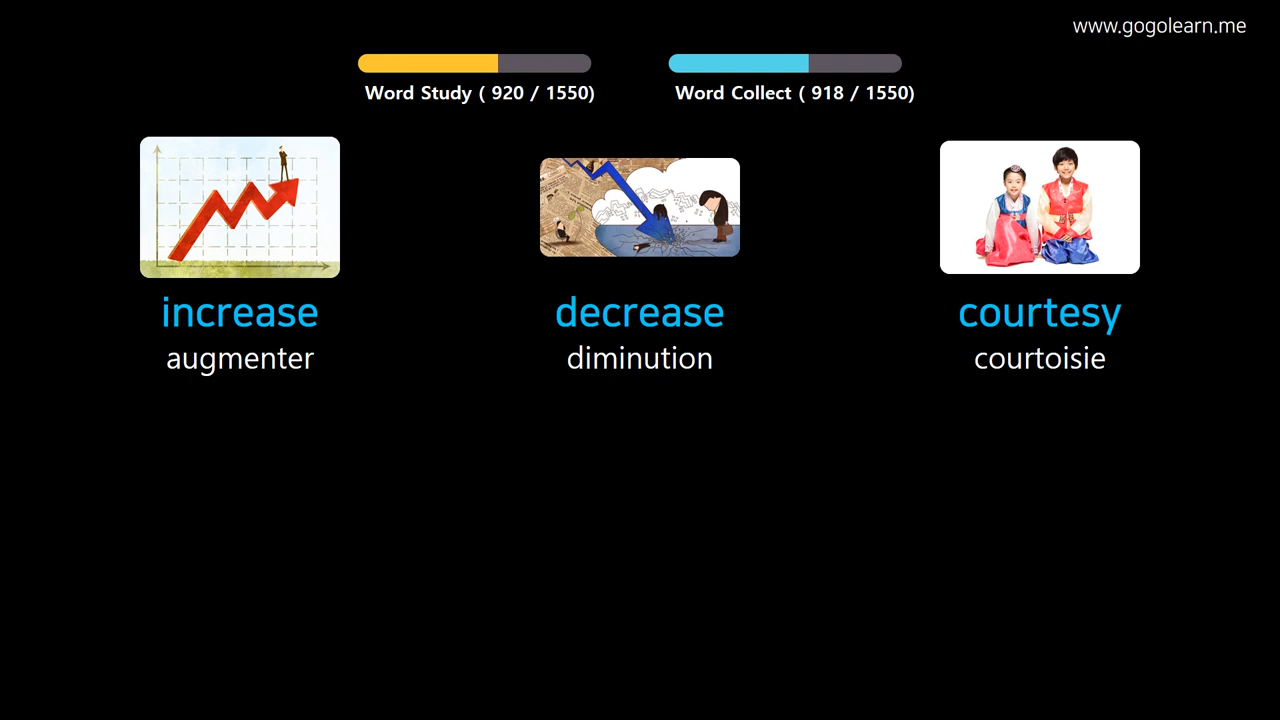 www.gogolearn.me
Word Study ( 920 / 1550)
Word Collect ( 918 / 1550)
increase
decrease
courtesy
augmenter
diminution
courtoisie